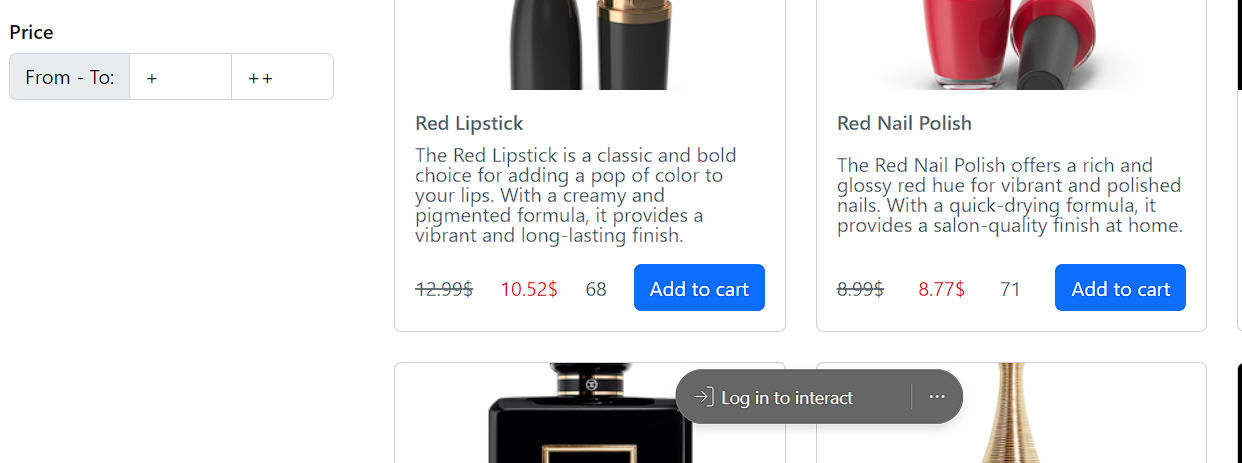 Price
From - To:
+
++
Red Lipstick
The Red Lipstick is a classic and bold
choice for adding a pop of color to
your lips. With a creamy and
pigmented formula, it provides a
vibrant and long-lasting finish.
12.99$
10.52$
68
Add to cart
Red Nail Polish
The Red Nail Polish offers a rich and
glossy red hue for vibrant and polished
nails. With a quick-drying formula, it
provides a salon-quality finish at home.
8.99$
8.77$
71
Add to cart
Log in to interact